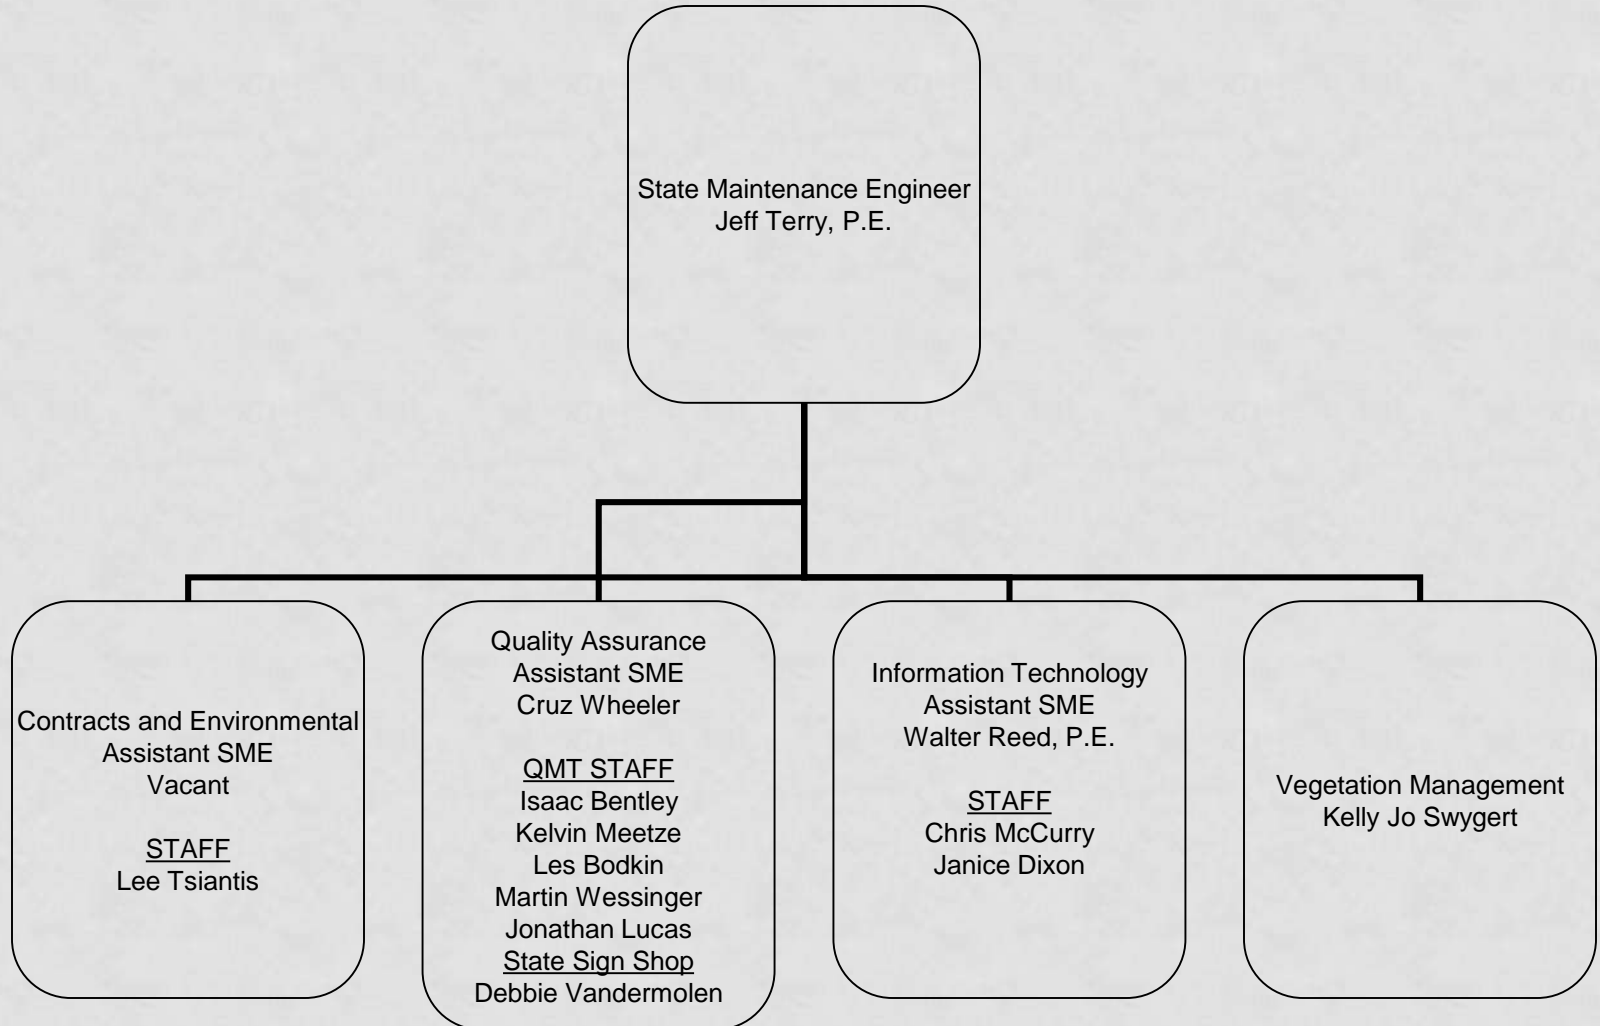 State Maintenance Engineer
Jeff Terry, P.E.
Contracts and Environmental
Assistant SME
Vacant
STAFF
Lee Tsiantis
Quality Assurance
Assistant SME
Cruz Wheeler
QMT STAFF
Isaac Bentley
Kelvin Meetze
Les Bodkin
Martin Wessinger
Jonathan Lucas
State Sign Shop
Debbie Vandermolen
Information Technology
Assistant SME
Walter Reed, P.E.
STAFF
Chris McCurry
Janice Dixon
Vegetation Management
Kelly Jo Swygert